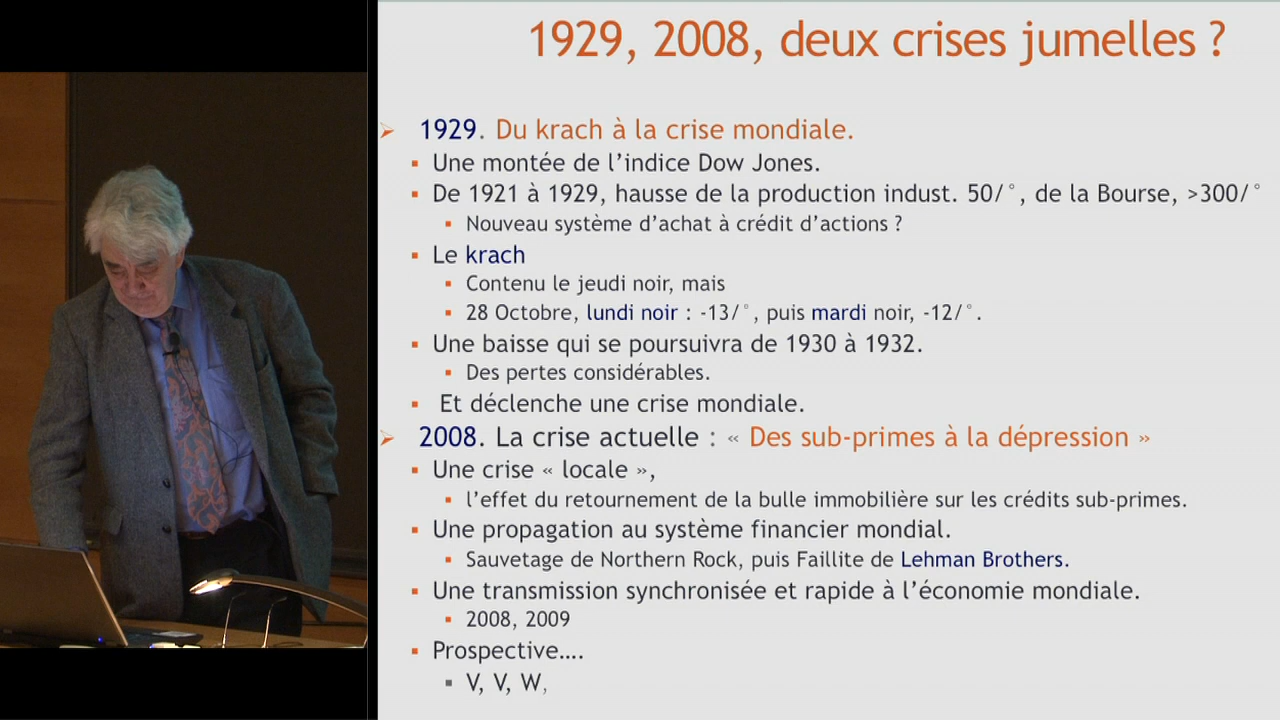 1929, 2008, deux crises jumelles ?
1929. Du krach à la crise mondiale.
Une montée de l’indice Dow Jones.
De 1921 à 1929, hausse de la production indust. 50/°, de la Bourse, >300/°
Nouveau système d’achat à crédit d’actions ?
Le krach
Contenu le jeudi noir, mais
28 Octobre, lundi noir : -13/°, puis mardi noir, -12/°.
Une baisse qui se poursuivra de 1930 à 1932.
Des pertes considérables.
Et déclenche une crise mondiale.
2008. La crise actuelle : « Des sub-primes à la dépression »
Une crise « locale »,
l’effet du retournement de la bulle immobilière sur les crédits sub-primes.
Une propagation au système financier mondial.
Sauvetage de Northern Rock, puis Faillite de Lehman Brothers.
Une transmission synchronisée et rapide à l’économie mondiale.
2008, 2009
Prospective….
V, V, W,